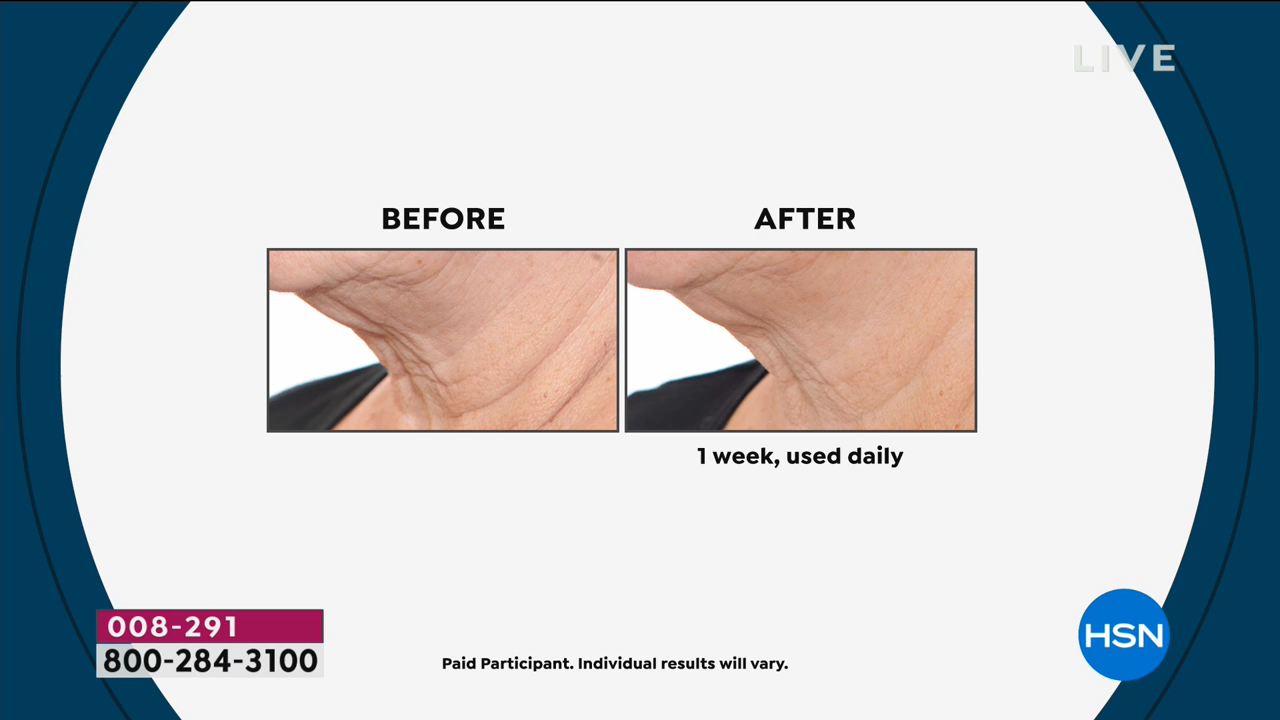 LIVE
BEFORE
AFTER
1 week, used daily
008-291
800-284-3100
Paid Participant. Individual results will vary.
HSN